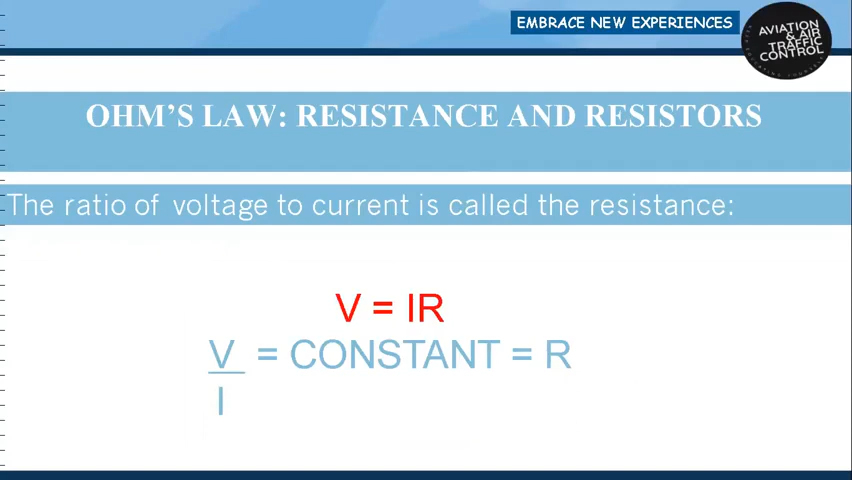 EMBRACE NEW EXPERIENCES
AVIATION
& AIR
TRAFFIC
CONTROL
OHM'S LAW: RESISTANCE AND RESISTORS
The ratio of voltage to current is called the resistance:
V = IR
V = CONSTANT = R
I